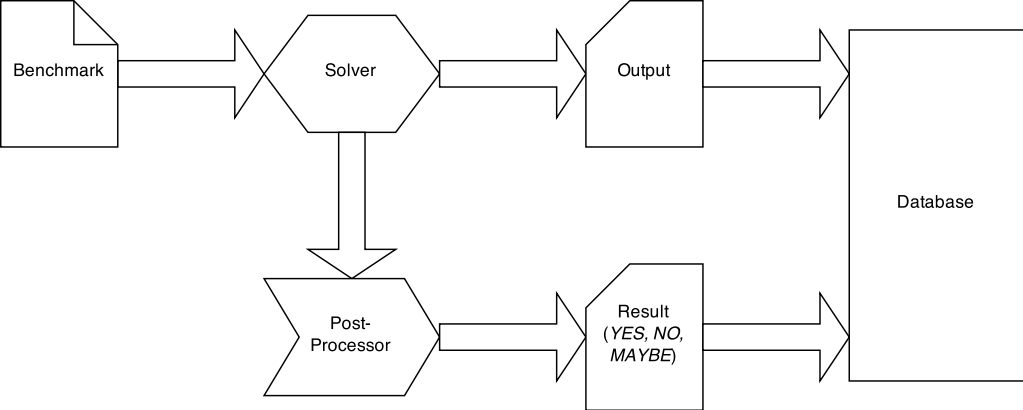 Benchmark
Solver
Output
Database
Post-
Processor
Result
(YES, NO,
MAYBE)